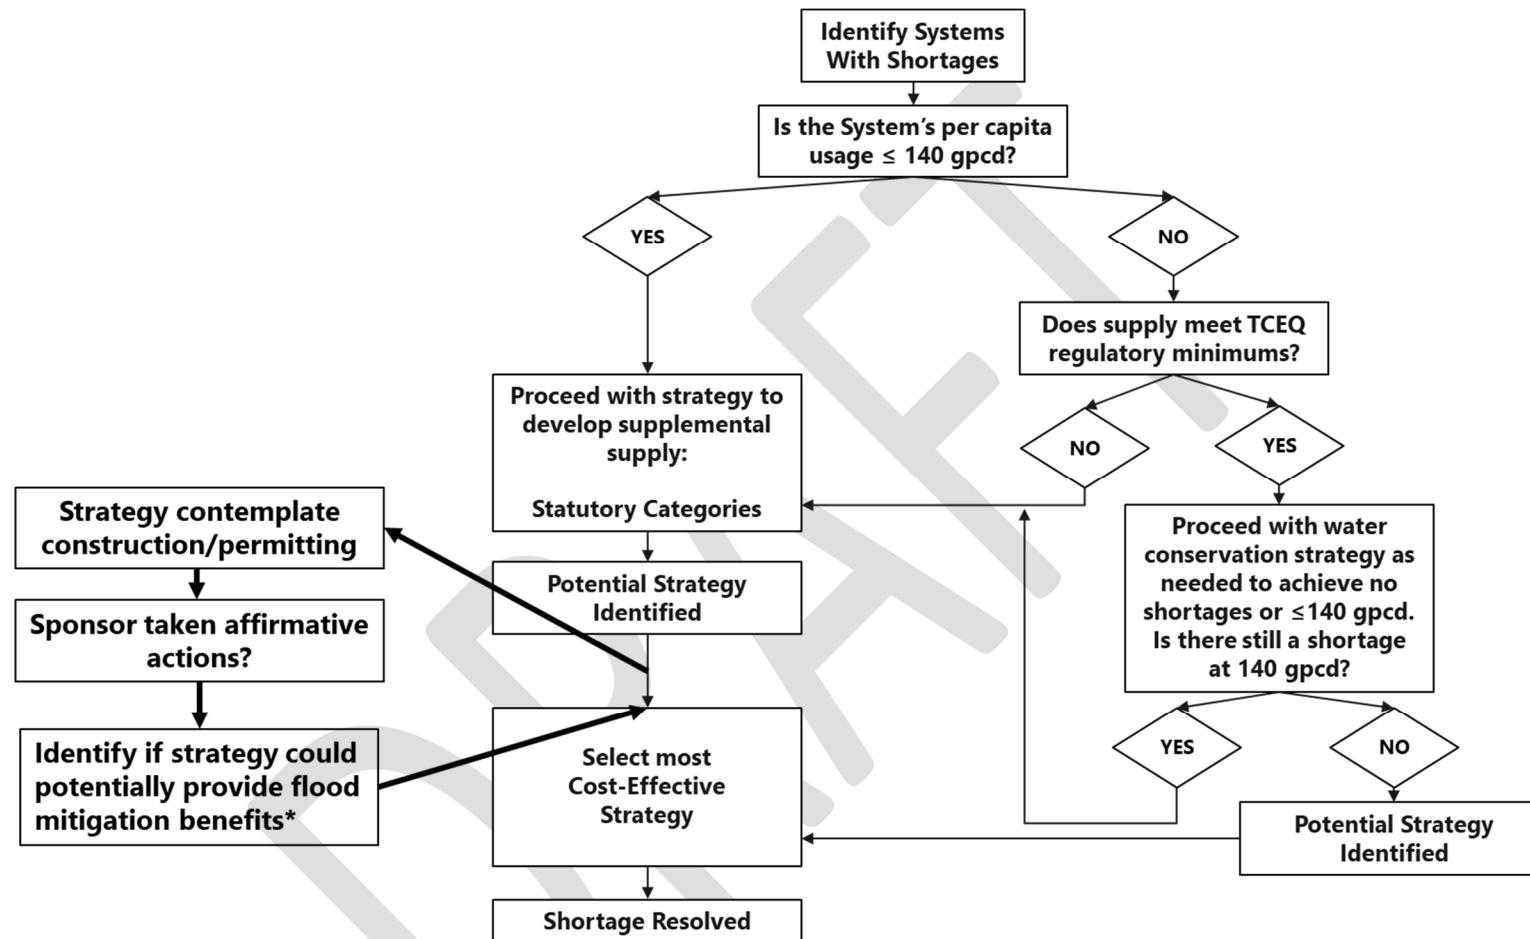 Identify Systems
With Shortages
Is the System's per capita
usage ≤ 140 gpcd?
YES
NO
Does supply meet TCEQ
regulatory minimums?
NO
YES
Proceed with strategy to
develop supplemental
supply:
Statutory Categories
Proceed with water
conservation strategy as
needed to achieve no
shortages or ≤140 gpcd.
Is there still a shortage
at 140 gpcd?
YES
NO
Potential Strategy
Identified
Potential Strategy
Identified
Strategy contemplate
construction/permitting
Sponsor taken affirmative
actions?
Identify if strategy could
potentially provide flood
mitigation benefits*
Select most
Cost-Effective
Strategy
Shortage Resolved
DRAFT